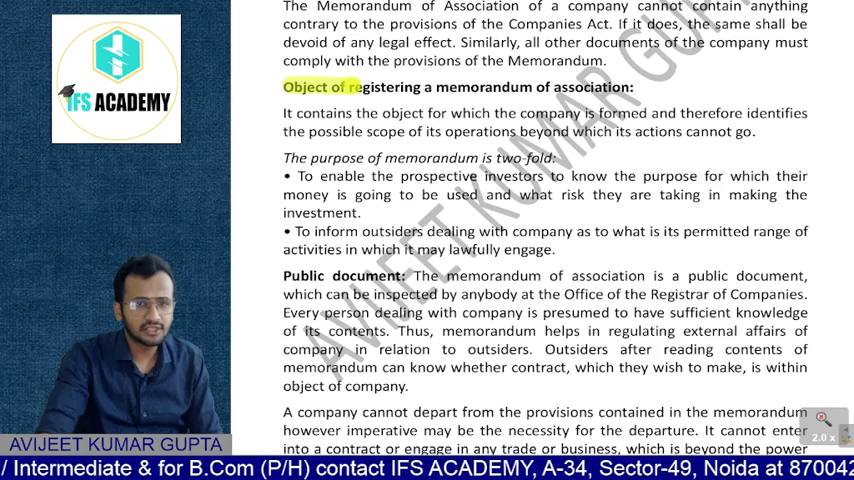 The Memorandum of Association of a company cannot contain anything
contrary to the provisions of the Companies Act. If it does, the same shall be
devoid of any legal effect. Similarly, all other documents of the company must
comply with the provisions of the Memorandum.
Object of registering a memorandum of association:
It contains the object for which the company is formed and therefore identifies
the possible scope of its operations beyond which its actions cannot go.
The purpose of memorandum is two-fold:
• To enable the prospective investors to know the purpose for which their
money is going to be used and what risk they are taking in making the
investment.
• To inform outsiders dealing with company as to what is its permitted range of
activities in which it may lawfully engage.
Public document: The memorandum of association is a public document,
which can be inspected by anybody at the Office of the Registrar of Companies.
Every person dealing with company is presumed to have sufficient knowledge
of its contents. Thus, memorandum helps in regulating external affairs of
company in relation to outsiders. Outsiders after reading contents of
memorandum can know whether contract, which they wish to make, is within
object of company.
A company cannot depart from the provisions contained in the memorandum
however imperative may be the necessity for the departure. It cannot enter
into a contract or engage in any trade or business, which is beyond the power
IFS ACADEMY
AVIJEET KUMAR GUPT
2.0 x
AVIJEET KUMAR GUPTA
/ Intermediate & for B.Com (P/H) contact IFS ACADEMY, A-34, Sector-49, Noida at 870042